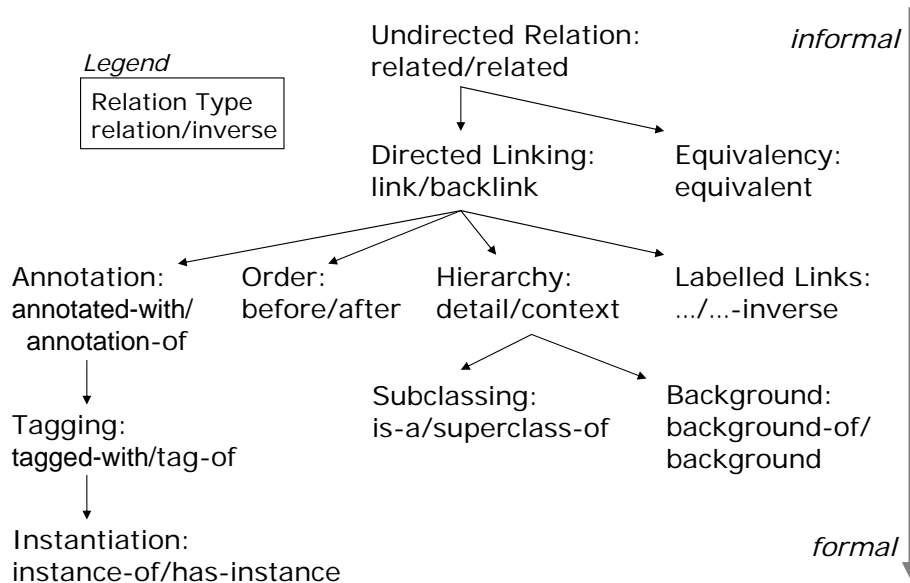 Undirected Relation:
related/related
informal
Legend
Relation Type
relation/inverse
Directed Linking:
link/backlink
Equivalency:
equivalent
Annotation:
annotated-with/
annotation-of
Order:
before/after
Hierarchy:
detail/context
Labelled Links:
.../...-inverse
Tagging:
tagged-with/tag-of
Subclassing:
is-a/superclass-of
Background:
background-of/
background
Instantiation:
instance-of/has-instance
formal